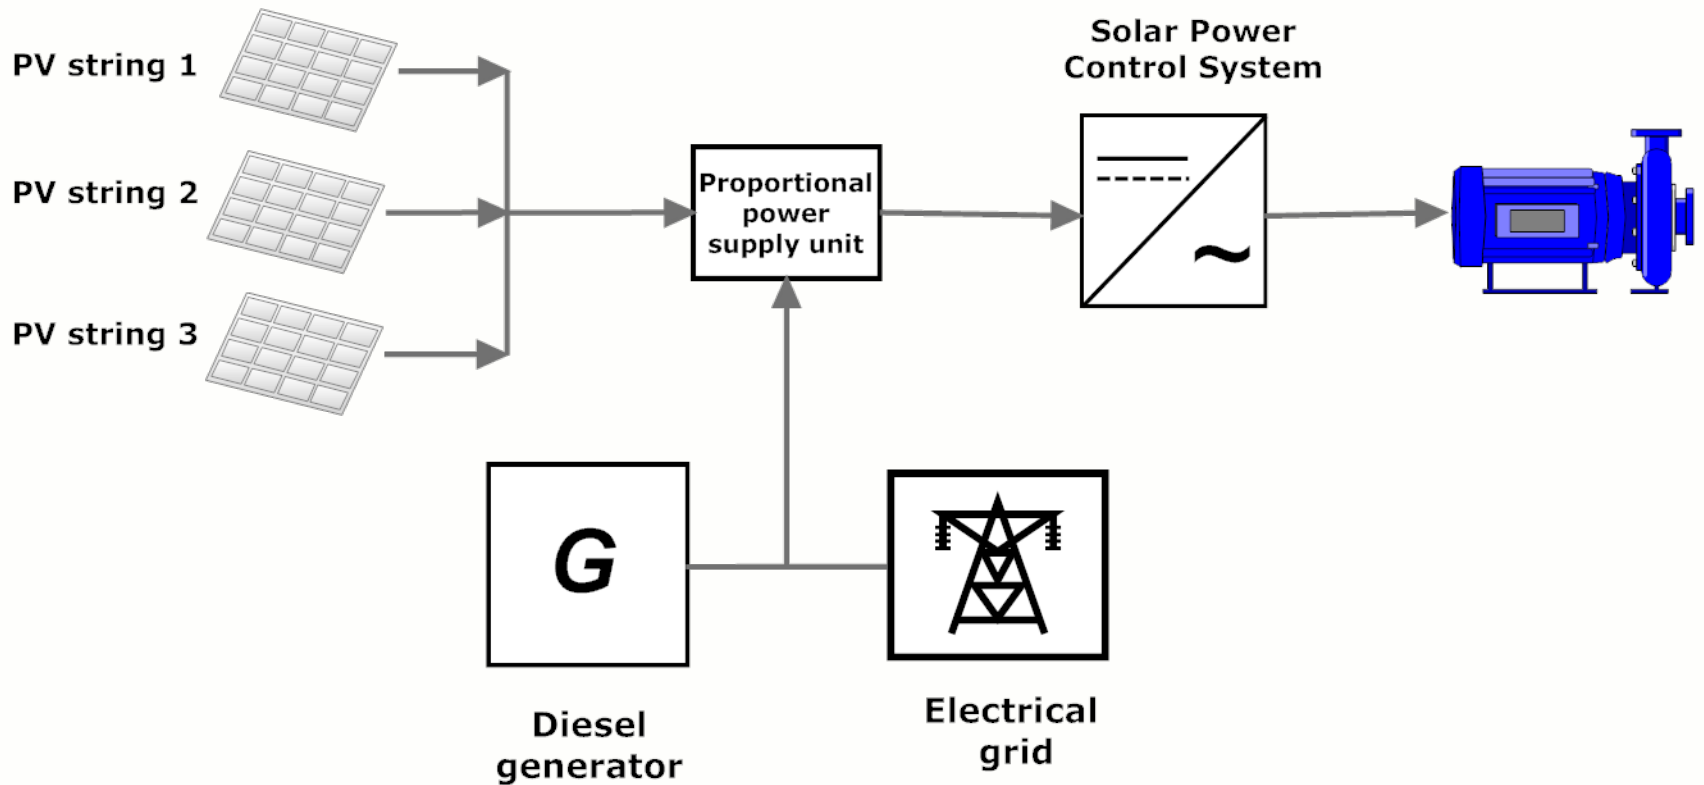 PV string 1
PV string 2
PV string 3
Proportional
power
supply unit
Solar Power
Control System
~
G
Diesel
generator
Electrical
grid